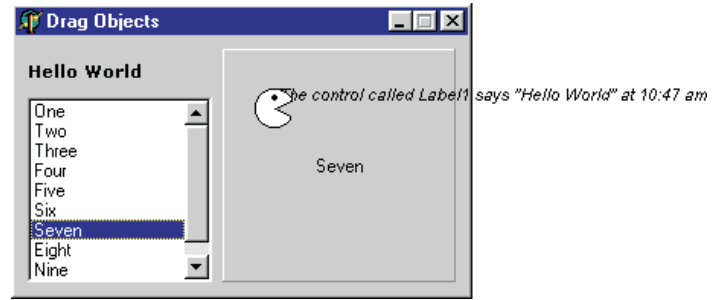 Drag Objects
Hello World
The control called Label1 says "Hello World" at 10:47 am
One
Two
Three
Four
Five
Six
Seven
Eight
Nine
Seven